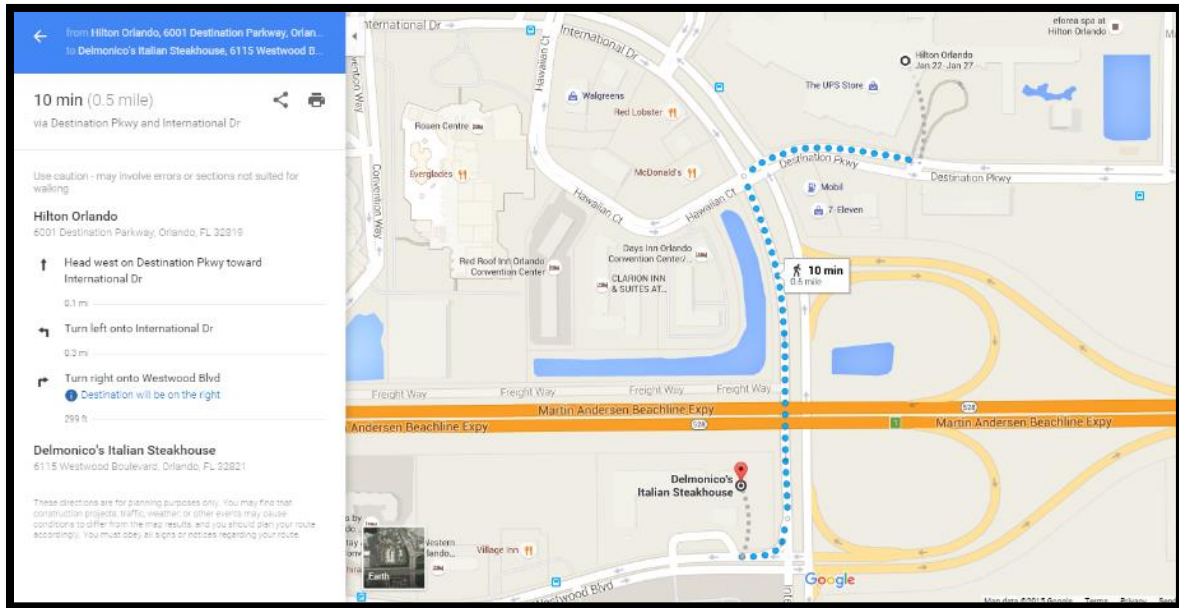 from Hilton Orlando, 6001 Destination Parkway, Orlan...
to Delmonico's Italian Steakhouse, 6115 Westwood B...
10 min (0.5 mile)
via Destination Pkwy and International Dr
Use caution - may involve errors or sections not suited for
walking
Hilton Orlando
6001 Destination Parkway, Orlando, FL 32819
Head west on Destination Pkwy toward
International Dr
0.1 mi
Turn left onto International Dr
0.3 mi
Turn right onto Westwood Blvd
Destination will be on the right
299 ft
Delmonico's Italian Steakhouse
6115 Westwood Boulevard, Orlando, FL 32821
These directions are for planning purposes only. You may find that
construction projects, traffic, weather, or other events may cause
conditions to differ from the map results, and you should plan your route
accordingly. You must obey all signs or notices regarding your route.
International Dr
International Dr
Hawaiian Ct
eforea spa at
Hilton Orlando
Hilton Orlando
Jan 22-Jan 27
The UPS Store
Walgreens
Red Lobster
Rosen Centre
Everglades
McDonald's
Convention Way
Destination Pkwy
Destination Pkwy
Mobil
7-Eleven
Hawaiian Ct
Hawaiian Ct
Red Roof Inn Orlando
Convention Center
Days Inn Orlando
Convention Center/...
CLARION INN
& SUITES AT...
10 min
0.5 mile
Freight Way
Freight Way
Freight Way
Freight Way
Martin Andersen Beachline Expy
528
Andersen Beachline Expy
528
1
Martin Andersen Beachline Expy
Delmonico's
Italian Steakhouse
Earth
Village Inn
Westwood Blvd
Google
Map data ©2015 Google Terms Privacy